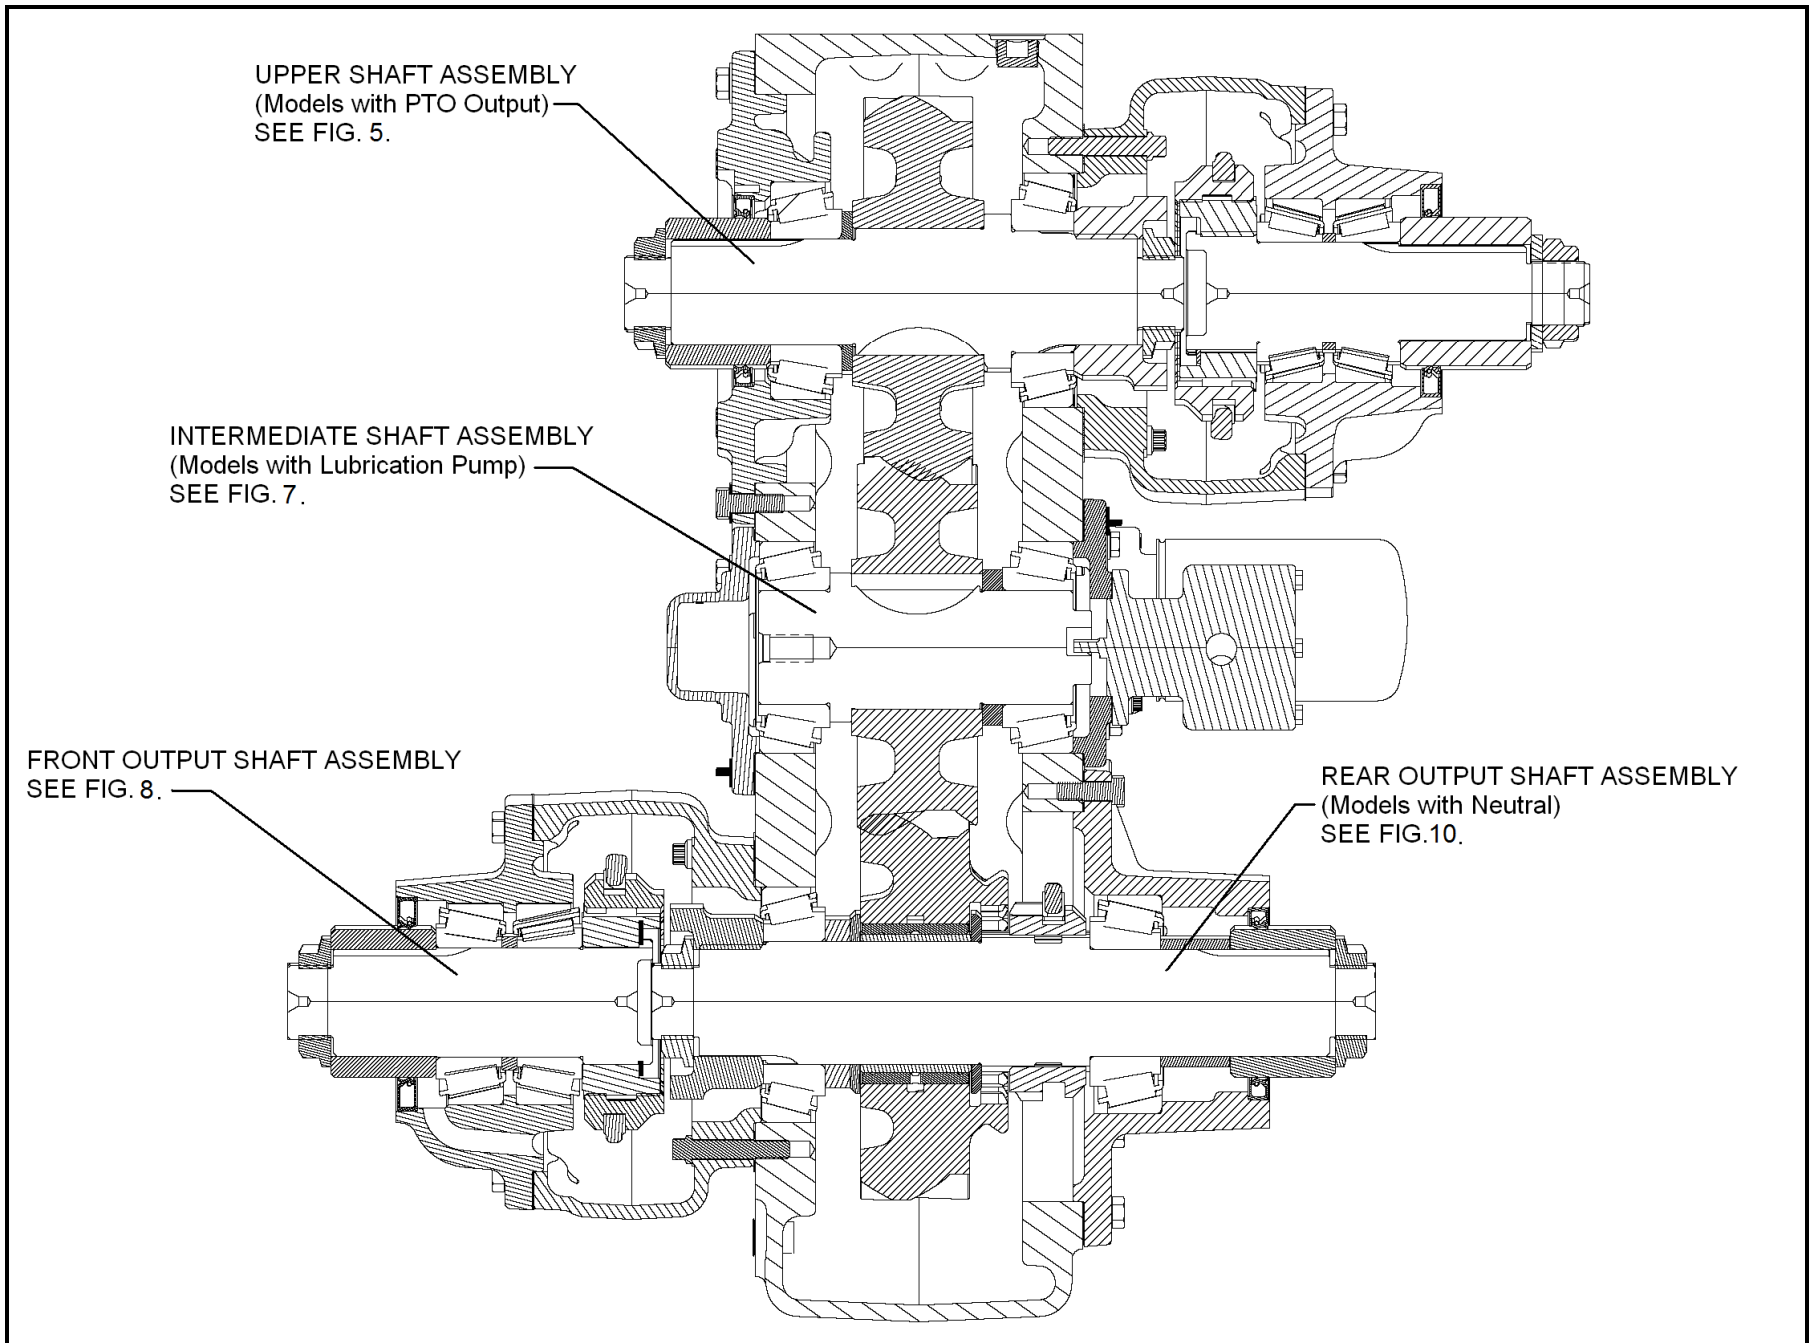 UPPER SHAFT ASSEMBLY
(Models with PTO Output)
SEE FIG. 5.
INTERMEDIATE SHAFT ASSEMBLY
(Models with Lubrication Pump)
SEE FIG. 7.
FRONT OUTPUT SHAFT ASSEMBLY
SEE FIG. 8.
REAR OUTPUT SHAFT ASSEMBLY
(Models with Neutral)
SEE FIG.10.